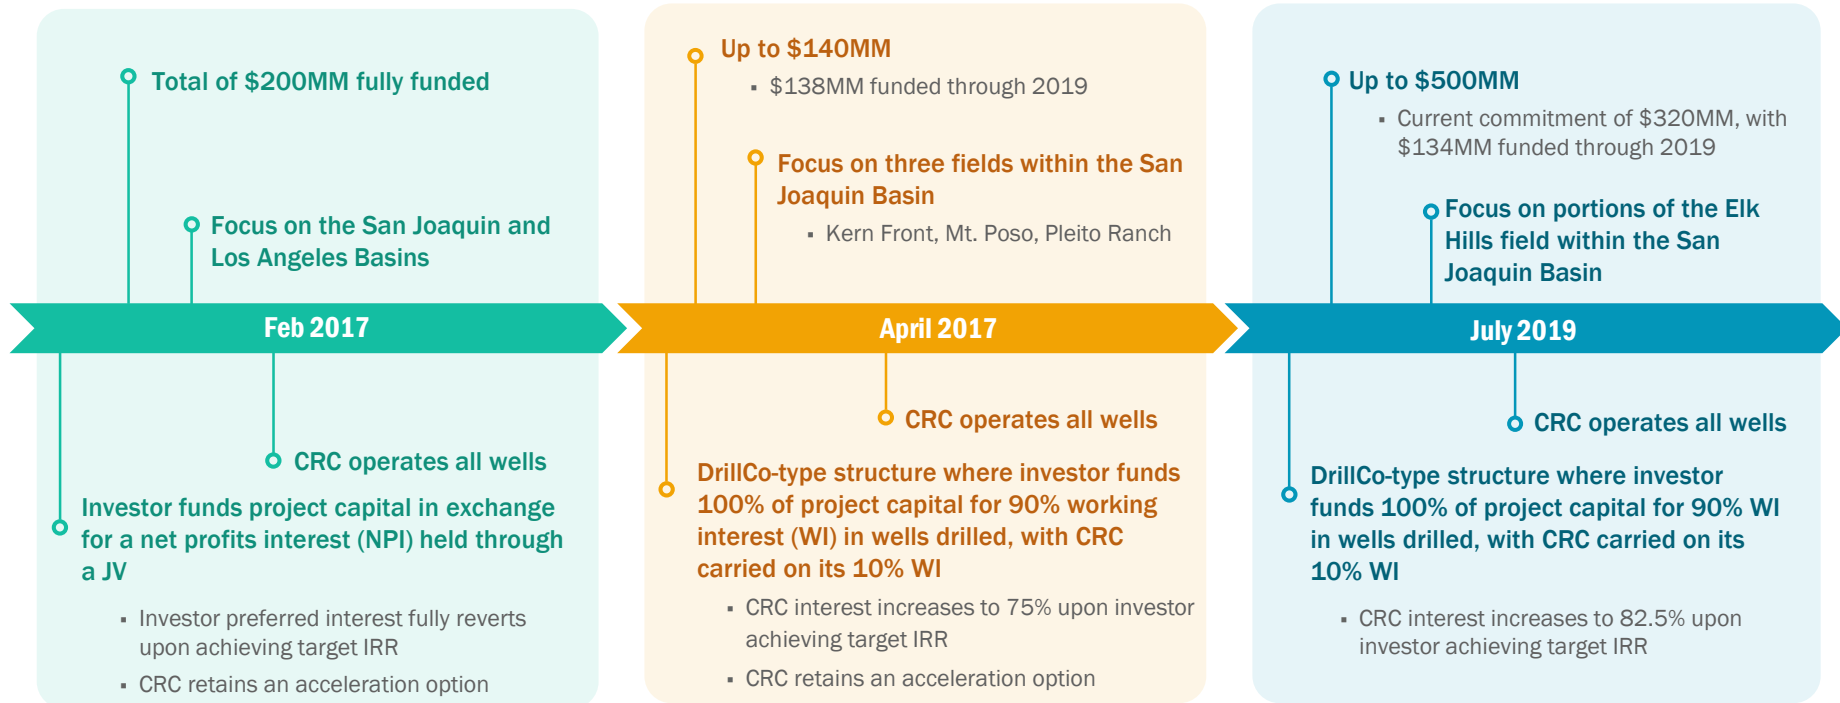 Total of $200MM fully funded
Focus on the San Joaquin and
Los Angeles Basins
Feb 2017
CRC operates all wells
Investor funds project capital in exchange
for a net profits interest (NPI) held through
a JV
▪ Investor preferred interest fully reverts
upon achieving target IRR
▪ CRC retains an acceleration option
Up to $140MM
▪ $138MM funded through 2019
Focus on three fields within the San
Joaquin Basin
▪ Kern Front, Mt. Poso, Pleito Ranch
April 2017
CRC operates all wells
DrillCo-type structure where investor funds
100% of project capital for 90% working
interest (WI) in wells drilled, with CRC
carried on its 10% WI
▪ CRC interest increases to 75% upon investor
achieving target IRR
▪ CRC retains an acceleration option
Up to $500MM
▪ Current commitment of $320MM, with
$134MM funded through 2019
Focus on portions of the Elk
Hills field within the San
Joaquin Basin
July 2019
CRC operates all wells
DrillCo-type structure where investor
funds 100% of project capital for 90% WI
in wells drilled, with CRC carried on its
10% WI
▪ CRC interest increases to 82.5% upon
investor achieving target IRR